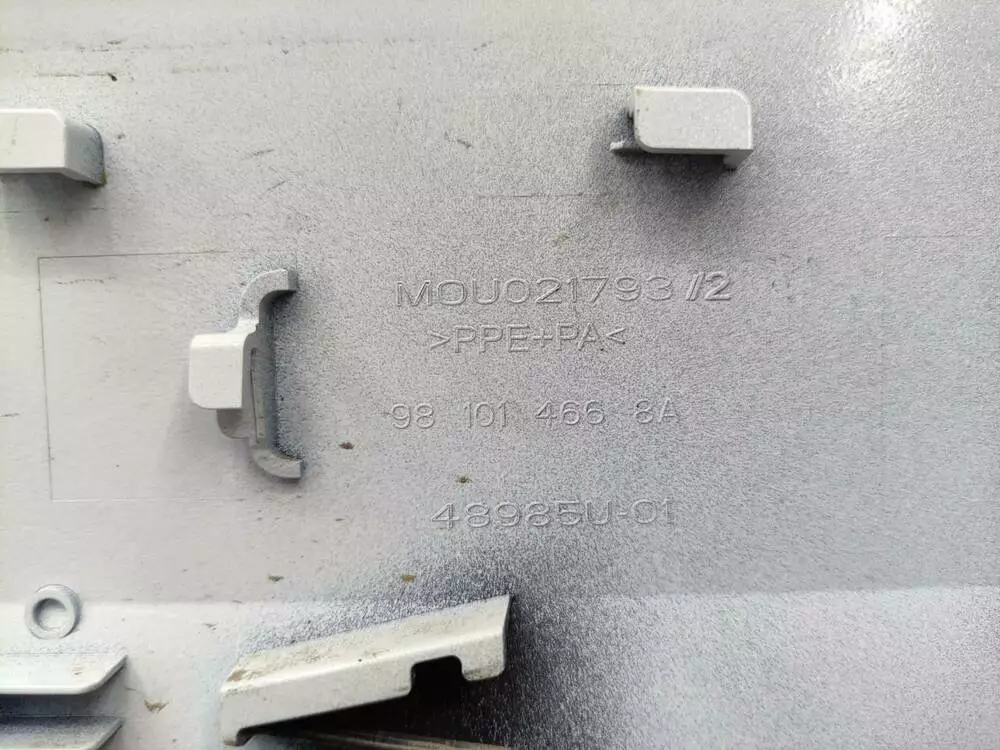 MOU021793/2
>PPE+PA<
98 101 466 8A
48985U-01